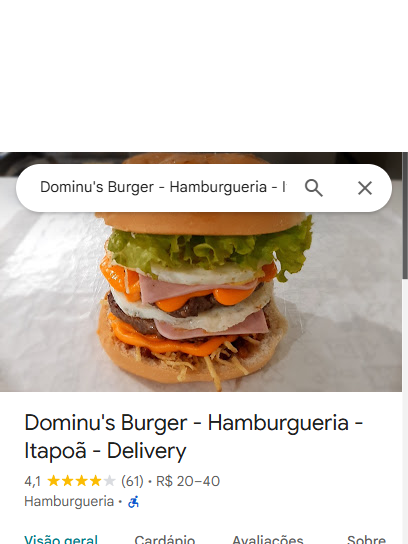 Dominu's Burger - Hamburgueria - I
Dominu's Burger - Hamburgueria -
Itapoã - Delivery
4,1 (61) · R$ 20–40
Hamburgueria ·
Visão geral Cardápio Avaliações Sobre